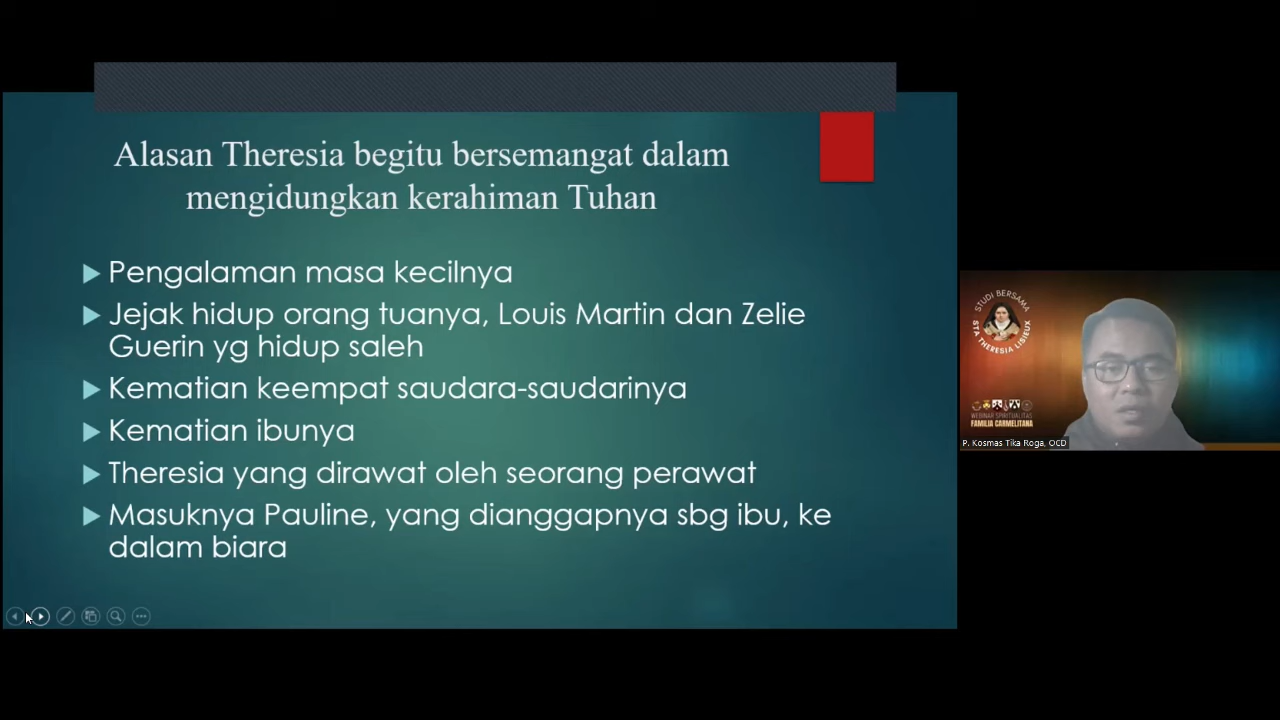 Alasan Theresia begitu bersemangat dalam
mengidungkan kerahiman Tuhan
Pengalaman masa kecilnya
Jejak hidup orang tuanya, Louis Martin dan Zelie
Guerin yg hidup saleh
Kematian keempat saudara-saudarinya
Kematian ibunya
Theresia yang dirawat oleh seorang perawat
Masuknya Pauline, yang dianggapnya sbg ibu, ke
dalam biara
STUDI BERSAMA
STA THERESIA LISIEUX
WEBINAR SPIRITUALITAS
FAMILIA CARMELITANA
P. Kosmas Tika Roga, OCD